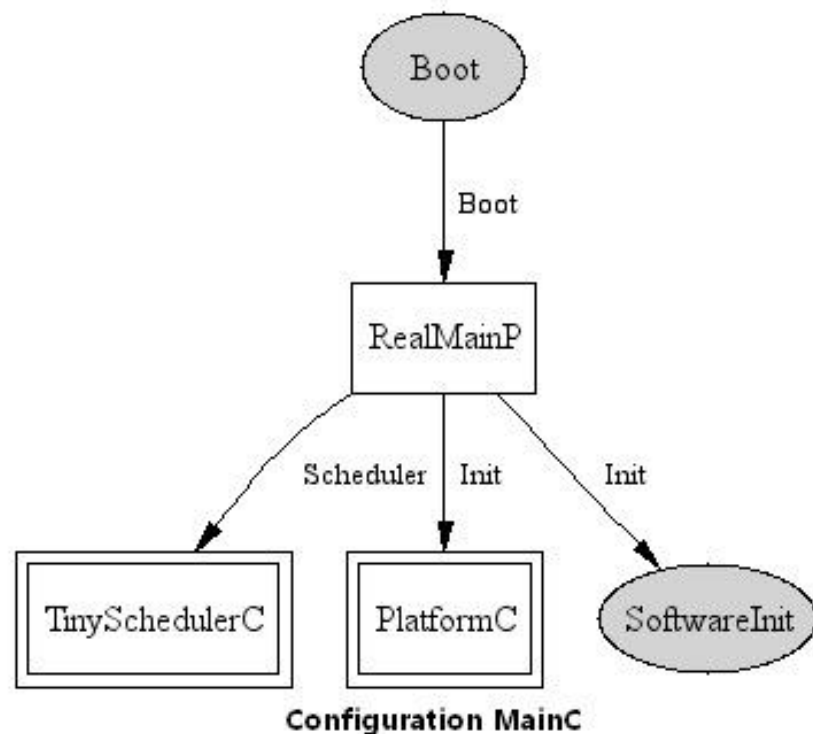 Boot
Boot
RealMainP
Scheduler
Init
Init
TinySchedulerC
PlatformC
SoftwareInit
Configuration MainC